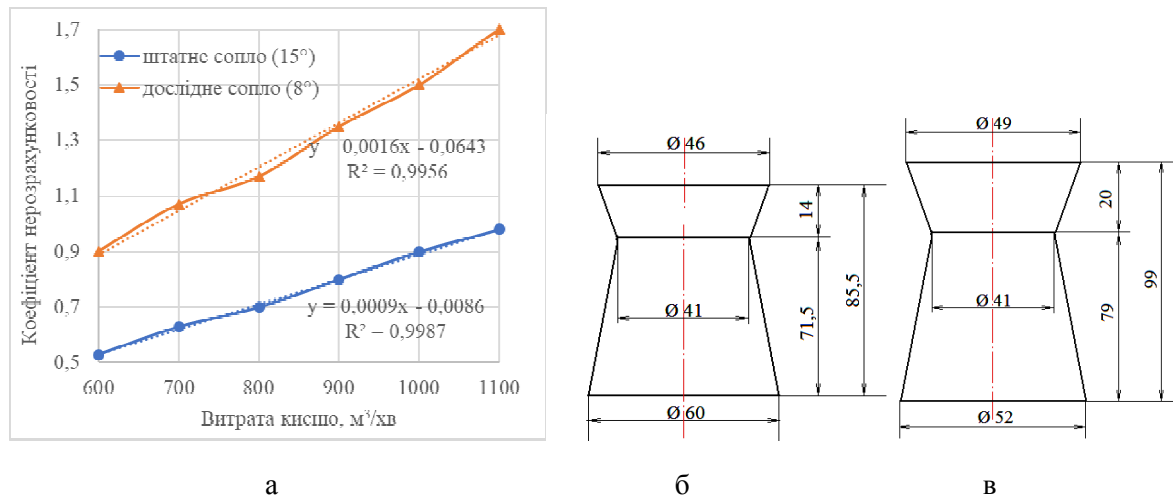 1,7
1,5
1,3
1,1
0,9
0,7
0,5
Коефіцієнт нерозрахунковості
штатне сопло (15°)
дослідне сопло (8°)
y 0,0016x - 0,0643
R² = 0,9956
y = 0,0009x - 0,0086
R² = 0,9987
600 700 800 900 1000 1100
Витрата кисню, м³/хв
Ø 46
14
85,5
Ø 41
71,5
Ø 60
Ø 49
20
99
Ø 41
79
Ø 52
а б в